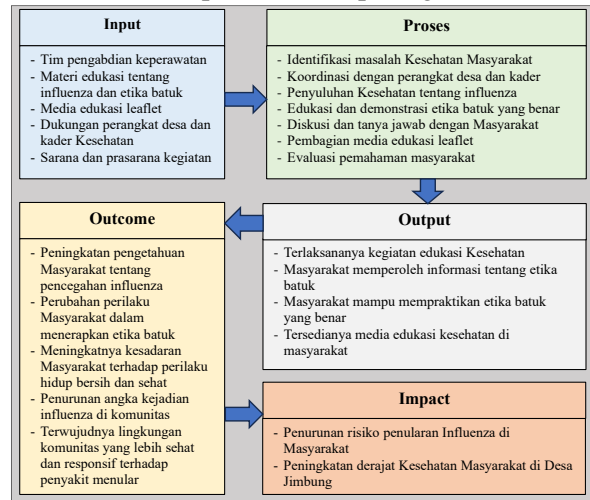 Input
- Tim pengabdian keperawatan
- Materi edukasi tentang
influenza dan etika batuk
- Media edukasi leaflet
- Dukungan perangkat desa dan
kader Kesehatan
- Sarana dan prasarana kegiatan
Proses
- Identifikasi masalah Kesehatan Masyarakat
- Koordinasi dengan perangkat desa dan kader
- Penyuluhan Kesehatan tentang influenza
- Edukasi dan demonstrasi etika batuk yang benar
- Diskusi dan tanya jawab dengan Masyarakat
- Pembagian media edukasi leaflet
- Evaluasi pemahaman masyarakat
Output
- Terlaksananya kegiatan edukasi Kesehatan
- Masyarakat memperoleh informasi tentang etika
batuk
- Masyarakat mampu mempraktikan etika batuk
yang benar
- Tersedianya media edukasi kesehatan di
masyarakat
Outcome
- Peningkatan pengetahuan
Masyarakat tentang
pencegahan influenza
- Perubahan perilaku
Masyarakat dalam
menerapkan etika batuk
- Meningkatnya kesadaran
Masyarakat terhadap perilaku
hidup bersih dan sehat
- Penurunan angka kejadian
influenza di komunitas
- Terwujudnya lingkungan
komunitas yang lebih sehat
dan responsif terhadap
penyakit menular
Impact
- Penurunan risiko penularan Influenza di
Masyarakat
- Peningkatan derajat Kesehatan Masyarakat di Desa
Jimbung